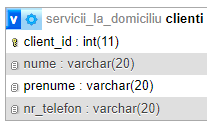 v servicii_la_domiciliu clienti
client_id : int(11)
nume : varchar(20)
prenume : varchar(20)
nr_telefon : varchar(20)